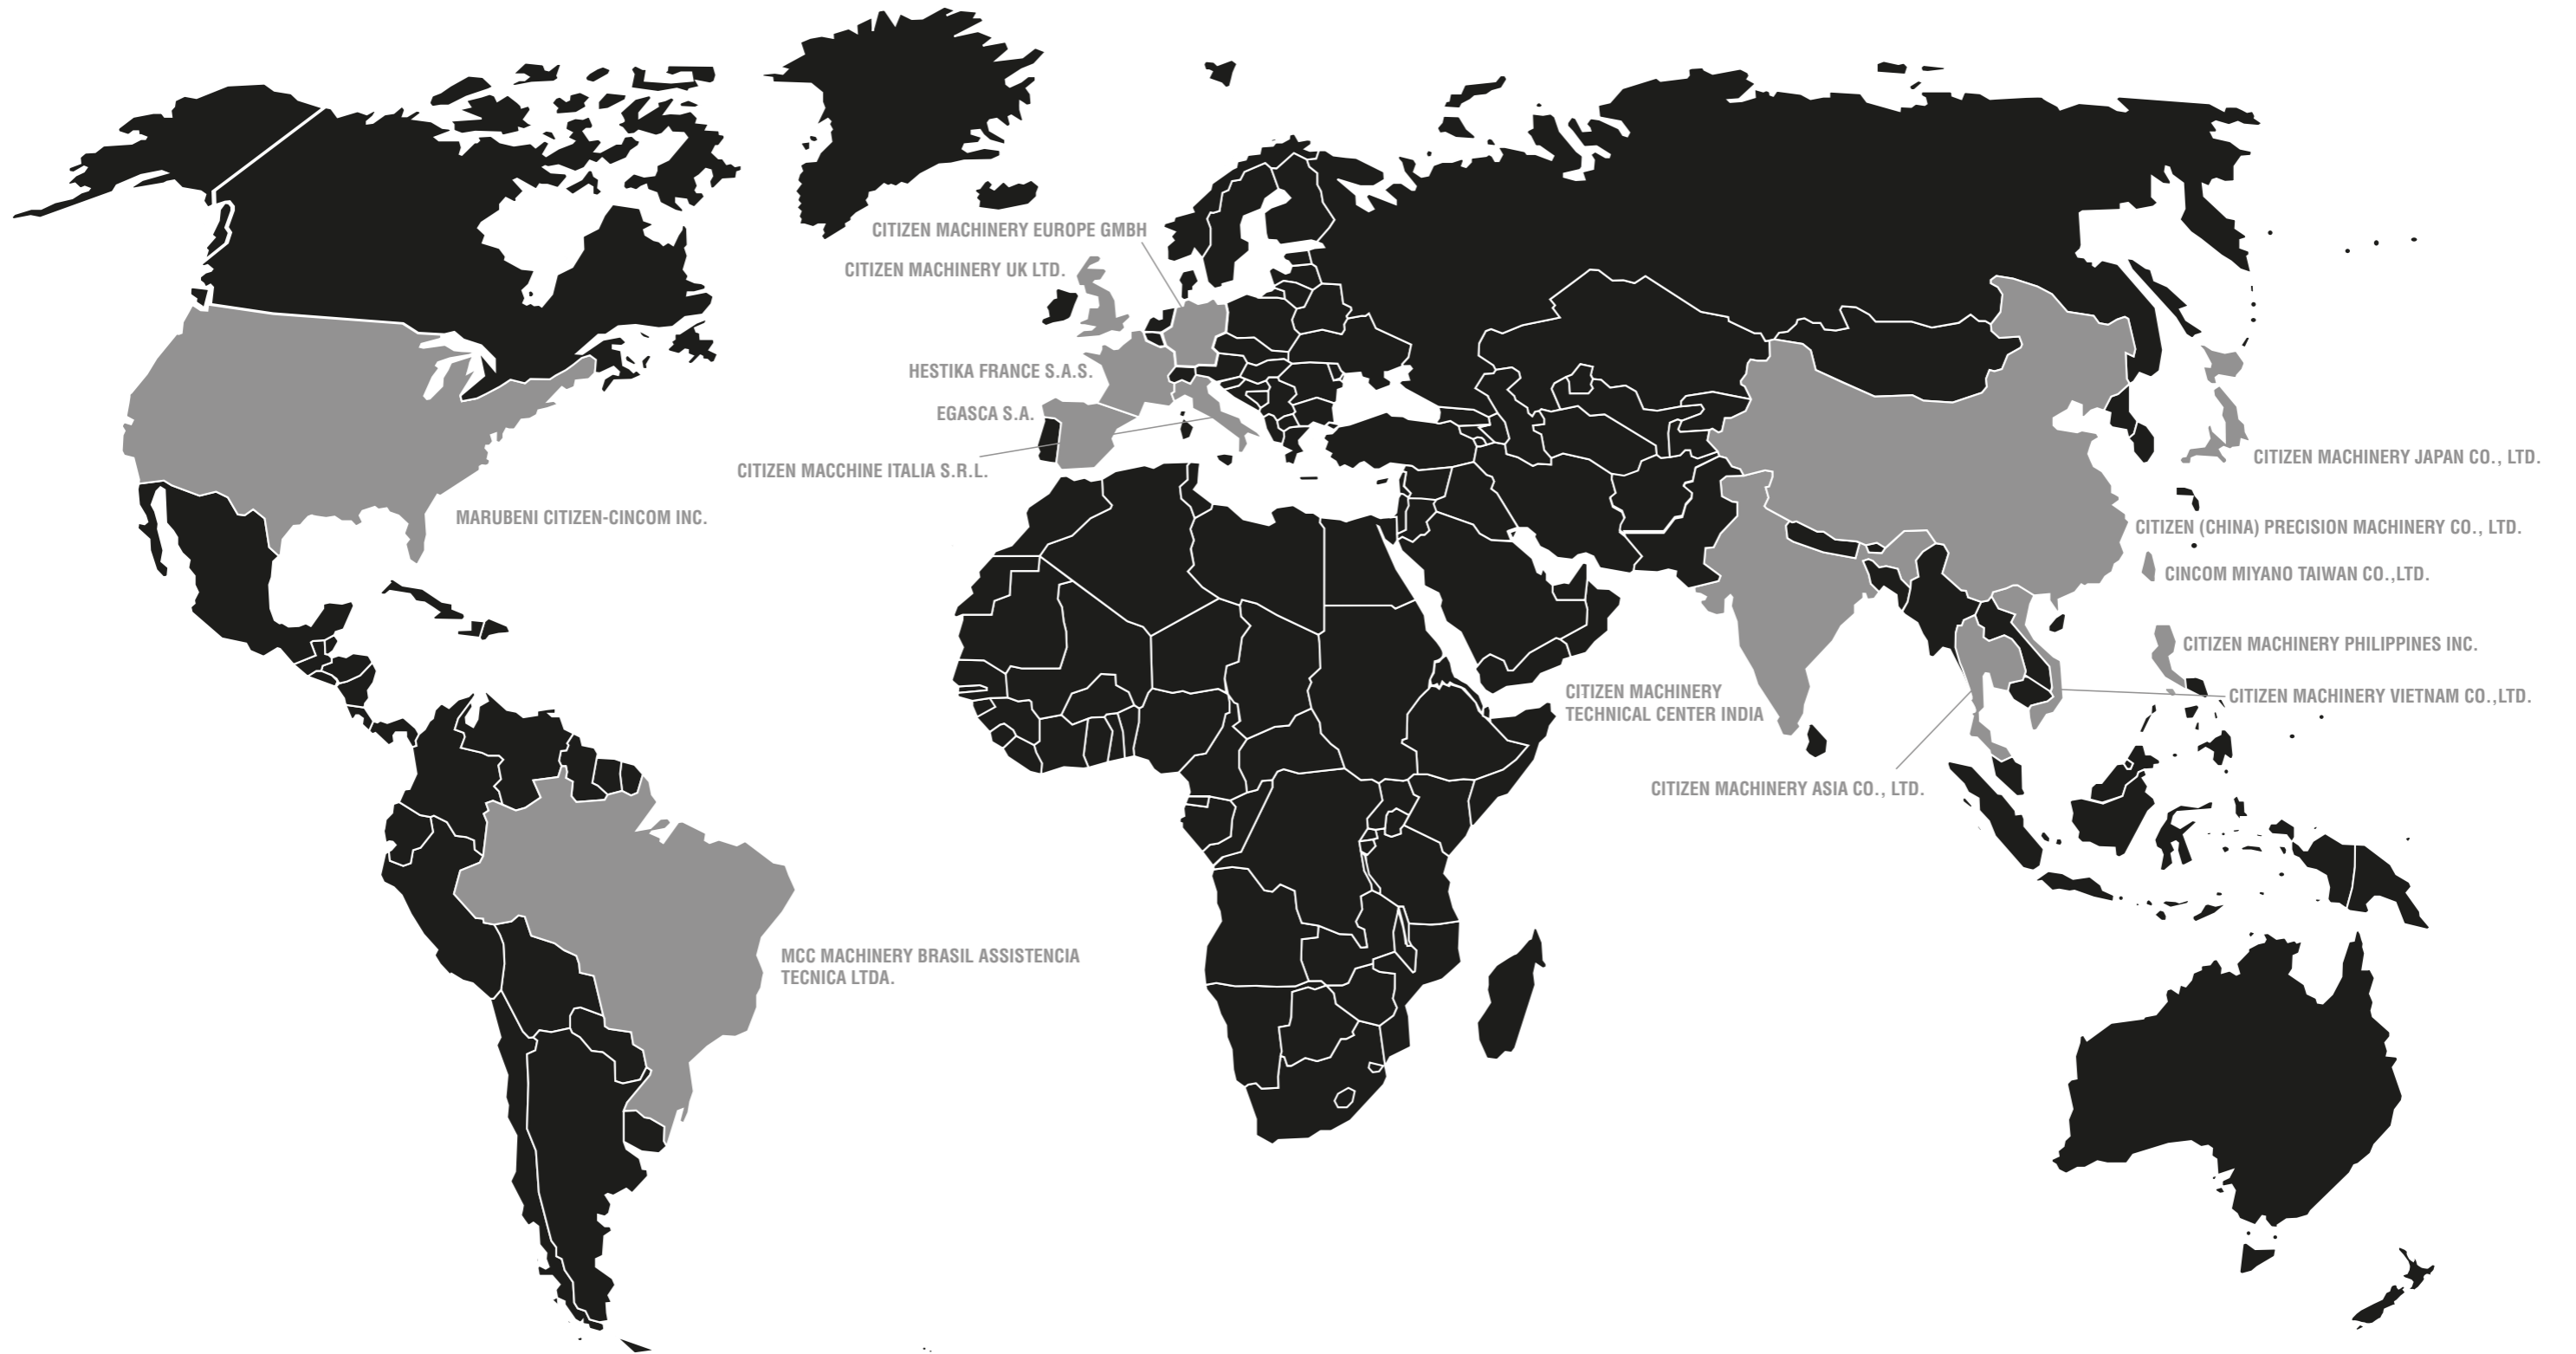 CITIZEN MACHINERY EUROPE GMBH
CITIZEN MACHINERY UK LTD.
HESTIKA FRANCE S.A.S.
EGASCA S.A.
CITIZEN MACCHINE ITALIA S.R.L.
CITIZEN MACHINERY JAPAN CO., LTD.
MARUBENI CITIZEN-CINCOM INC.
CITIZEN (CHINA) PRECISION MACHINERY CO., LTD.
CINCOM MIYANO TAIWAN CO.,LTD.
CITIZEN MACHINERY PHILIPPINES INC.
CITIZEN MACHINERY
TECHNICAL CENTER INDIA
CITIZEN MACHINERY VIETNAM CO.,LTD.
CITIZEN MACHINERY ASIA CO., LTD.
MCC MACHINERY BRASIL ASSISTENCIA
TECNICA LTDA.